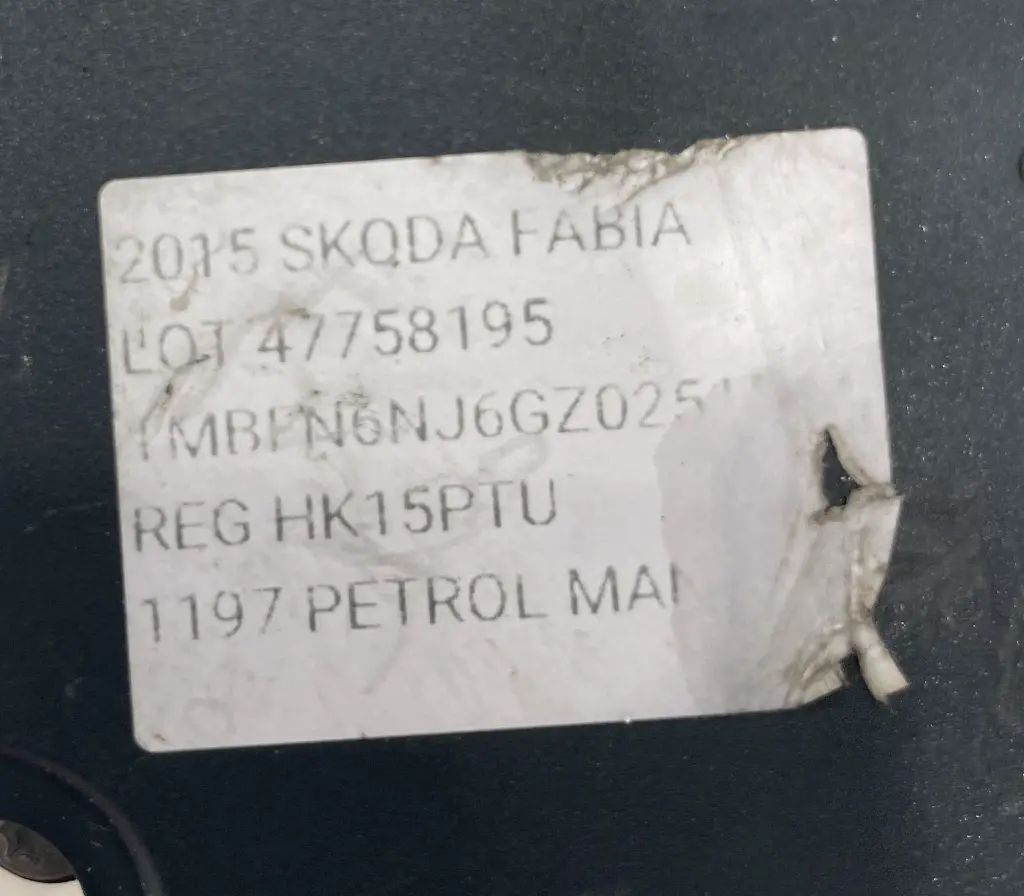 2015 SKODA FABIA
LOT 47758195
REG HK15PTU
1197 PETROL